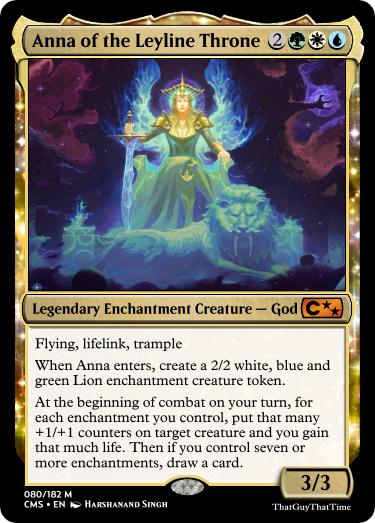 Anna of the Leyline Throne 2
Legendary Enchantment Creature — God C
Flying, lifelink, trample
When Anna enters, create a 2/2 white, blue and
green Lion enchantment creature token.
At the beginning of combat on your turn, for
each enchantment you control, put that many
+1/+1 counters on target creature and you gain
that much life. Then if you control seven or
more enchantments, draw a card.
3/3
080/182 M
CMS • EN Harshanand Singh
ThatGuyThatTime